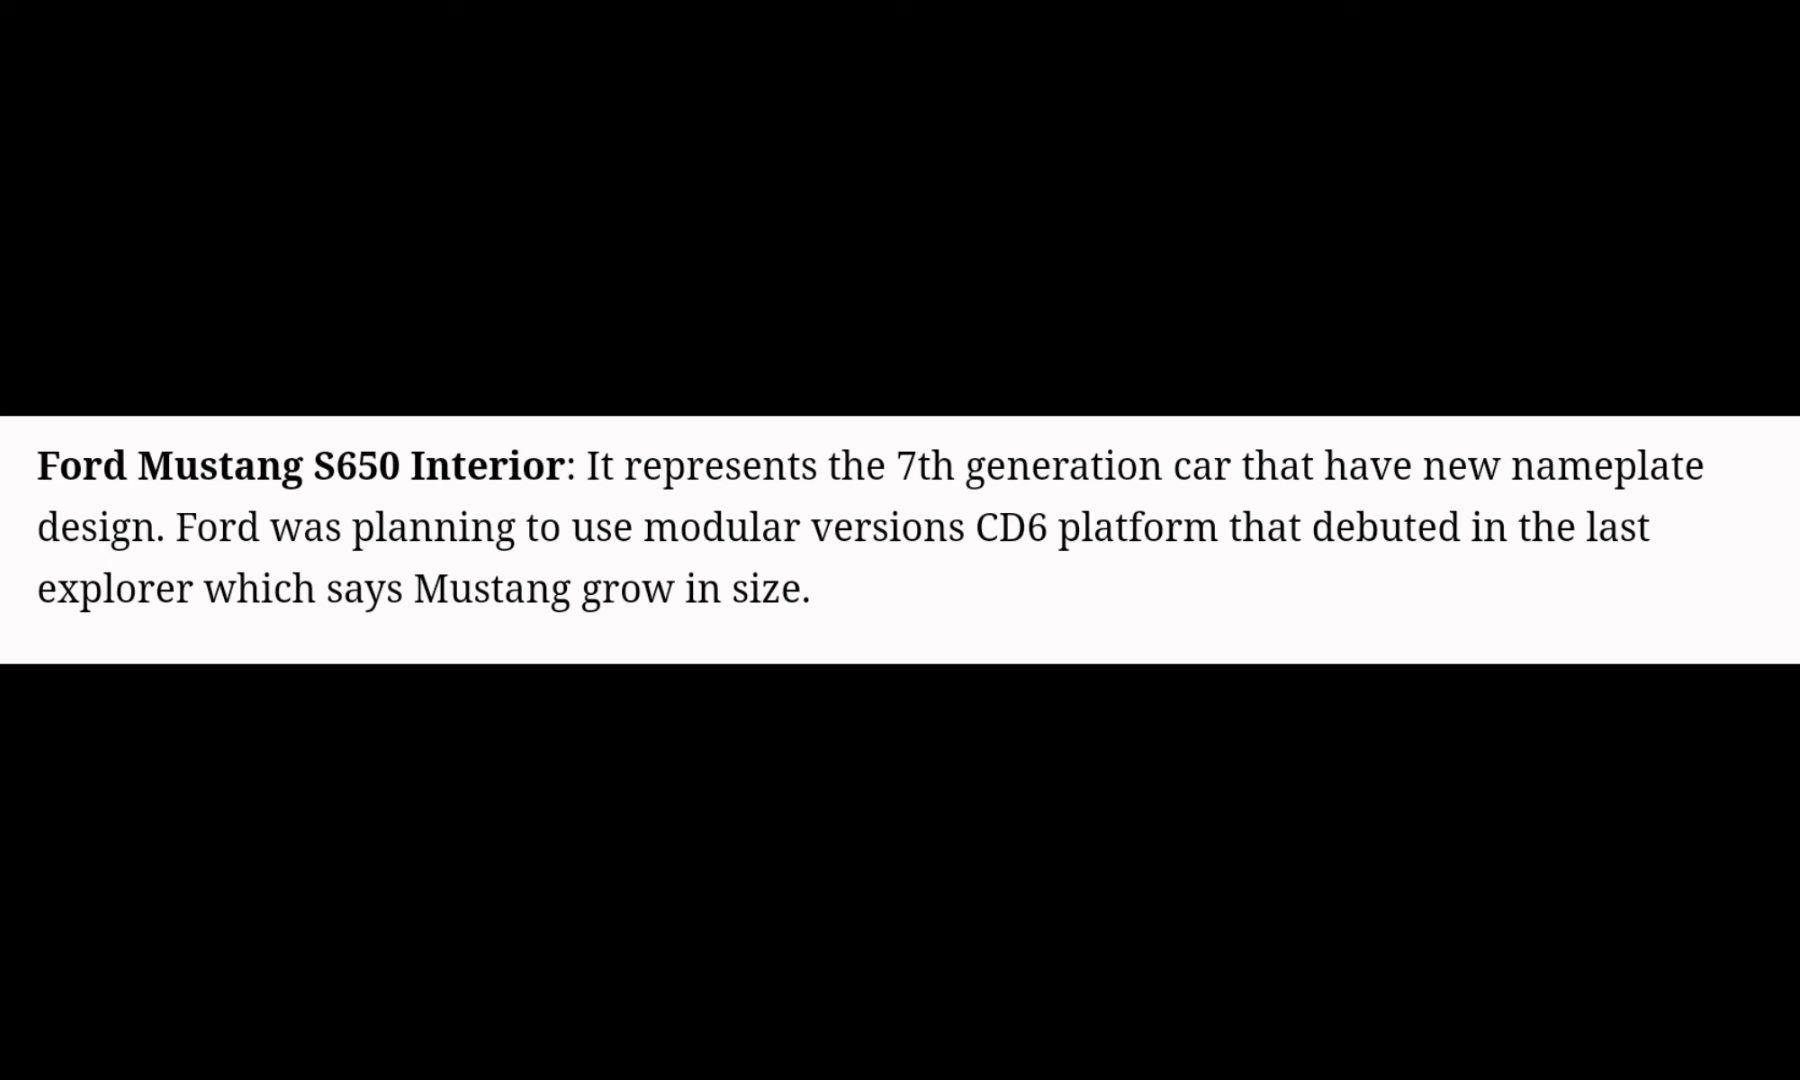 Ford Mustang S650 Interior: It represents the 7th generation car that have new nameplate
design. Ford was planning to use modular versions CD6 platform that debuted in the last
explorer which says Mustang grow in size.